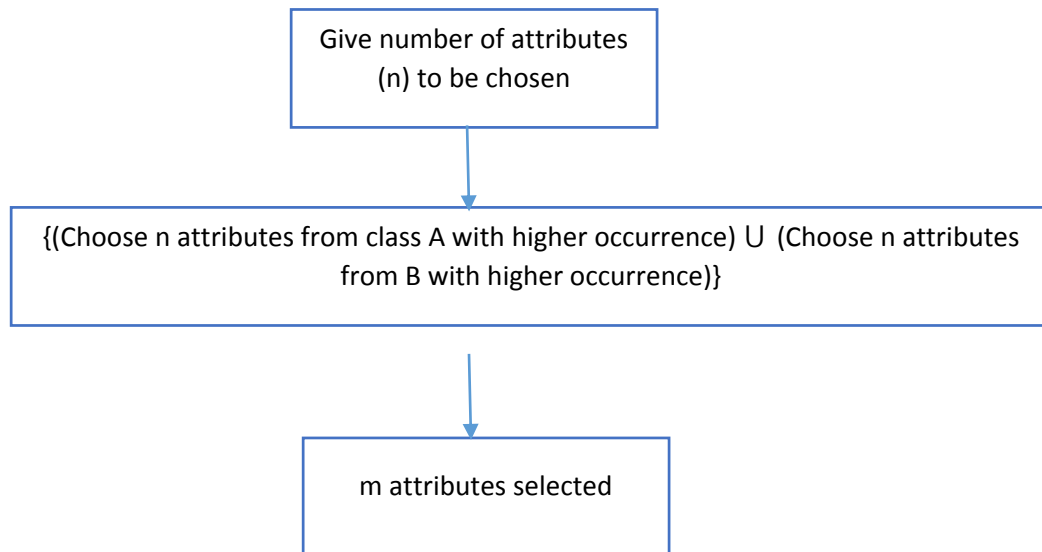 Give number of attributes
(n) to be chosen
{(Choose n attributes from class A with higher occurrence) ∪ (Choose n attributes
from B with higher occurrence)}
m attributes selected